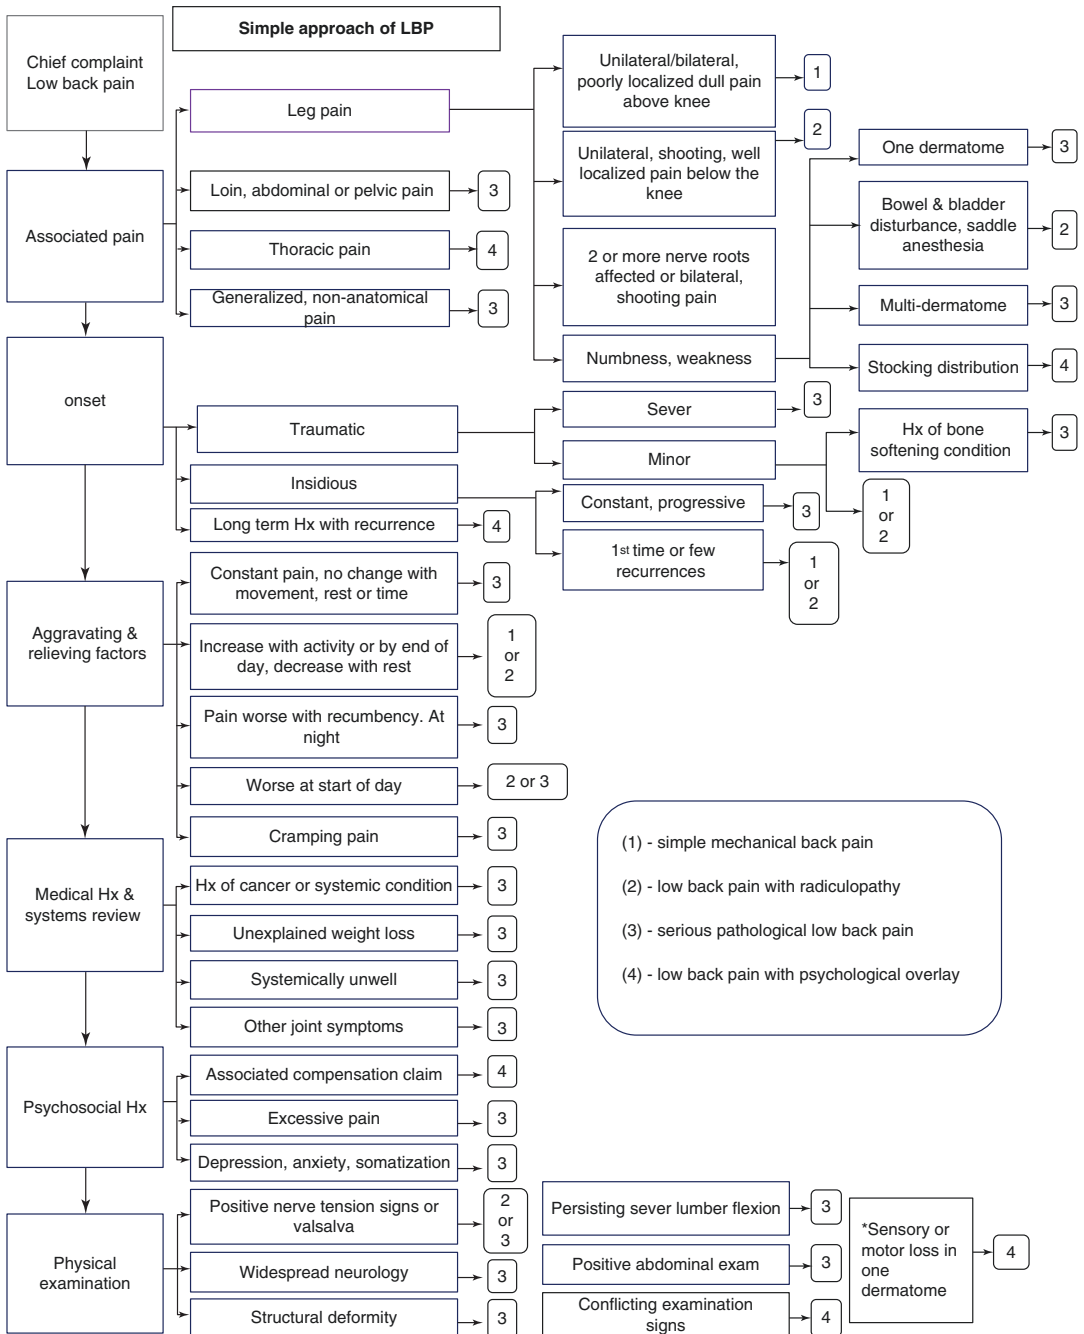 Simple approach of LBP
Chief complaint
Low back pain
Associated pain
Leg pain
Unilateral/bilateral,
poorly localized dull pain
above knee
1
Unilateral, shooting, well
localized pain below the
knee
2
2 or more nerve roots
affected or bilateral,
shooting pain
Numbness, weakness
One dermatome
3
Bowel & bladder
disturbance, saddle
anesthesia
2
Multi-dermatome
3
Stocking distribution
4
Loin, abdominal or pelvic pain
3
Thoracic pain
4
Generalized, non-anatomical
pain
3
onset
Traumatic
Sever
3
Minor
Hx of bone
softening condition
3
1
or
2
Insidious
Constant, progressive
3
1st time or few
recurrences
1
or
2
Long term Hx with recurrence
4
Aggravating &
relieving factors
Constant pain, no change with
movement, rest or time
3
Increase with activity or by end of
day, decrease with rest
1
or
2
Pain worse with recumbency. At
night
3
Worse at start of day
2 or 3
Cramping pain
3
Medical Hx &
systems review
Hx of cancer or systemic condition
3
Unexplained weight loss
3
Systemically unwell
3
Other joint symptoms
3
(1) - simple mechanical back pain
(2) - low back pain with radiculopathy
(3) - serious pathological low back pain
(4) - low back pain with psychological overlay
Psychosocial Hx
Associated compensation claim
4
Excessive pain
3
Depression, anxiety, somatization
3
Physical
examination
Positive nerve tension signs or
valsalva
2
or
3
Widespread neurology
3
Structural deformity
3
Persisting sever lumber flexion
3
Positive abdominal exam
3
Conflicting examination
signs
4
*Sensory or
motor loss in
one
dermatome
4